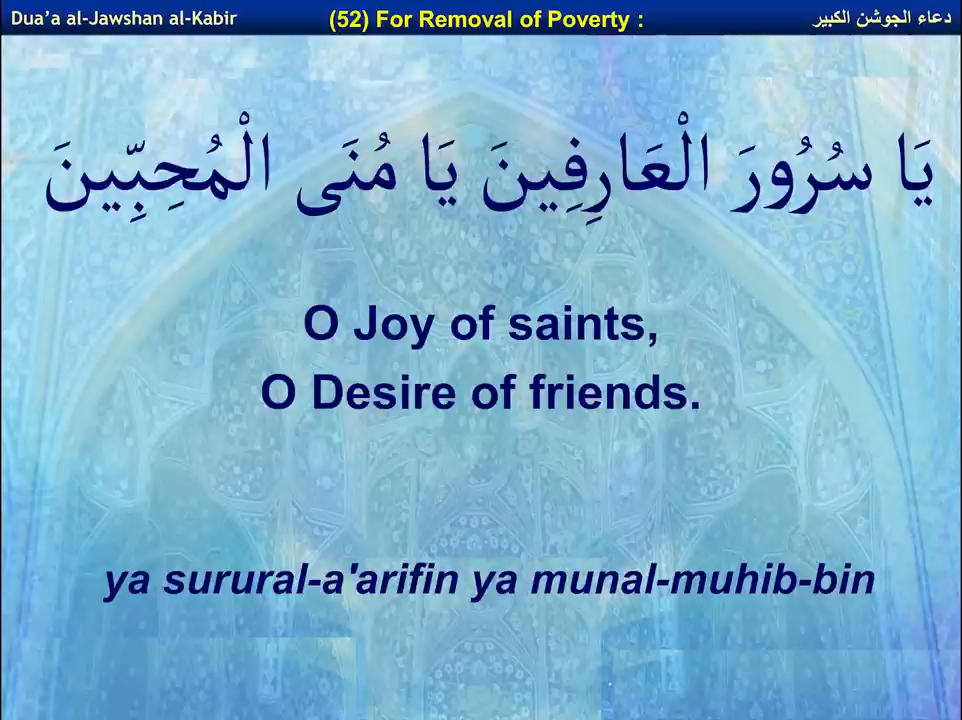 Dua'a al-Jawshan al-Kabir (52) For Removal of Poverty : دعاء الجوشن الكبير
يَا سُرُورَ الْعَارِفِينَ يَا مُنَى الْمُحِبِّينَ
O Joy of saints,
O Desire of friends.
ya surural-a'arifin ya munal-muhib-bin